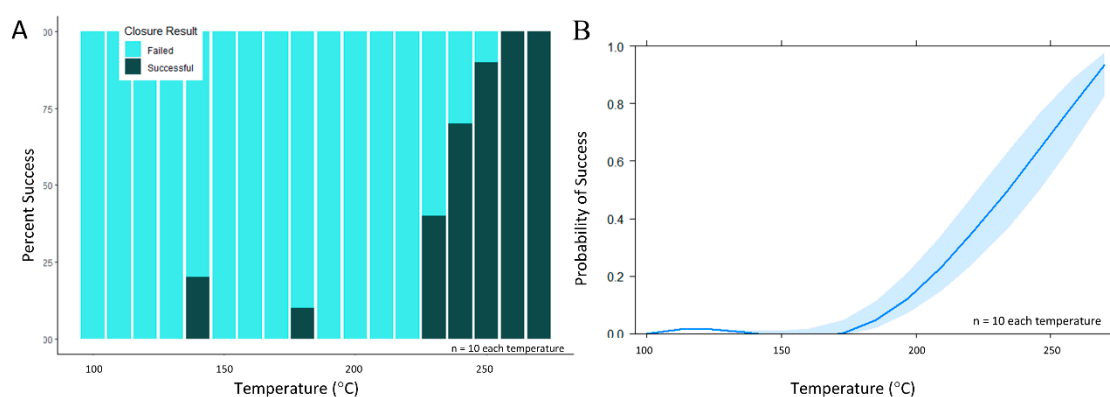 A
Closure Result
Failed
Successful
00
75
50
25
00
Percent Success
n = 10 each temperature
100
150
200
250
Temperature (°C)
B
1.0
0.8
0.6
0.4
0.2
0.0
Probability of Success
n = 10 each temperature
100
150
200
250
Temperature (°C)